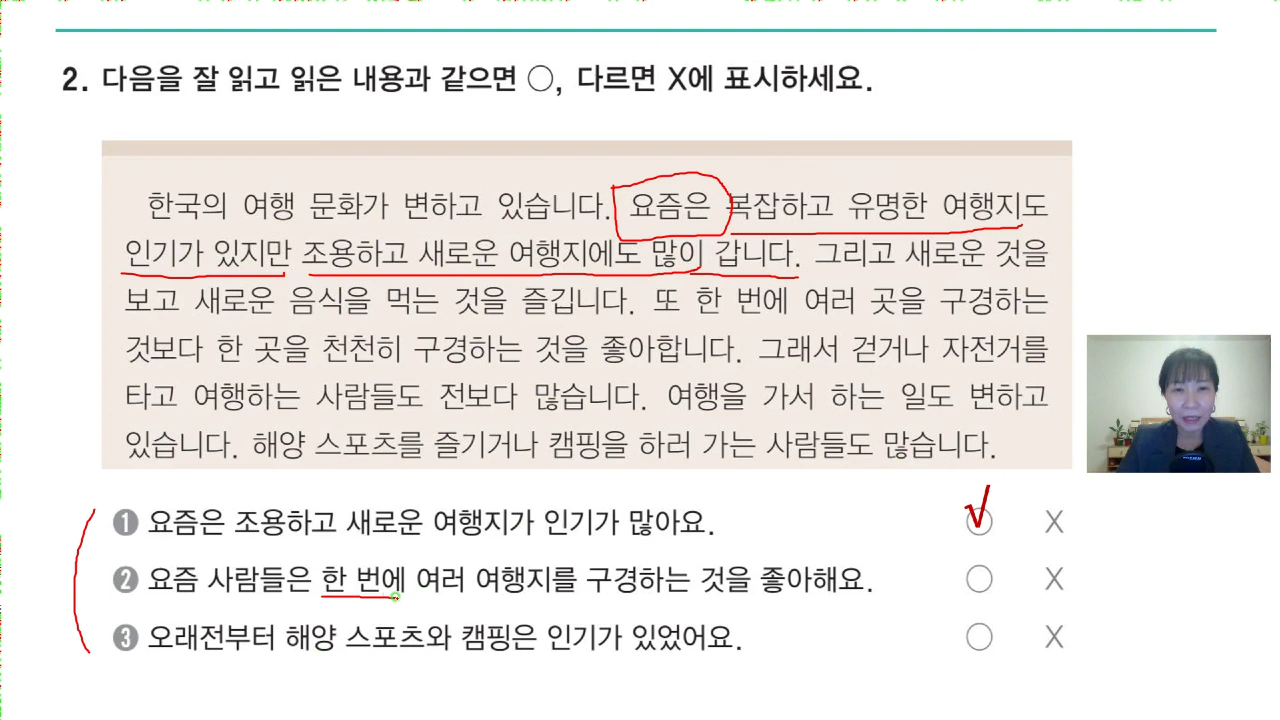 2. 다음을 잘 읽고 읽은 내용과 같으면 ○, 다르면 X에 표시하세요.
한국의 여행 문화가 변하고 있습니다. 요즘은 복잡하고 유명한 여행지도
인기가 있지만 조용하고 새로운 여행지에도 많이 갑니다. 그리고 새로운 것을
보고 새로운 음식을 먹는 것을 즐깁니다. 또 한 번에 여러 곳을 구경하는
것보다 한 곳을 천천히 구경하는 것을 좋아합니다. 그래서 걷거나 자전거를
타고 여행하는 사람들도 전보다 많습니다. 여행을 가서 하는 일도 변하고
있습니다. 해양 스포츠를 즐기거나 캠핑을 하러 가는 사람들도 많습니다.
❶ 요즘은 조용하고 새로운 여행지가 인기가 많아요. ○ X
❷ 요즘 사람들은 한 번에 여러 여행지를 구경하는 것을 좋아해요. ○ X
❸ 오래전부터 해양 스포츠와 캠핑은 인기가 있었어요. ○ X